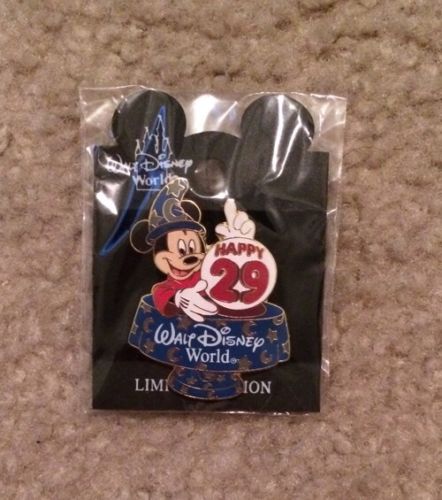 WALT DISNEY
World
HAPPY
29
WALT DISNEY
World®
LIMI ION